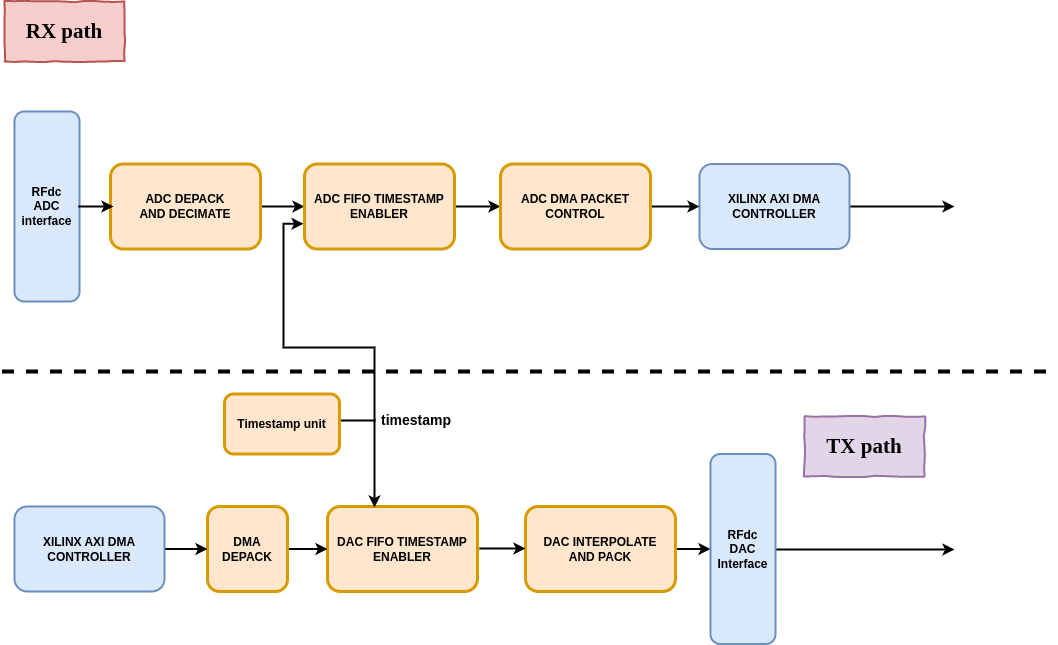 RX path
RFdc
ADC
interface
ADC DEPACK
AND DECIMATE
ADC FIFO TIMESTAMP
ENABLER
ADC DMA PACKET
CONTROL
XILINX AXI DMA
CONTROLLER
Timestamp unit
timestamp
TX path
XILINX AXI DMA
CONTROLLER
DMA
DEPACK
DAC FIFO TIMESTAMP
ENABLER
DAC INTERPOLATE
AND PACK
RFdc
DAC
Interface